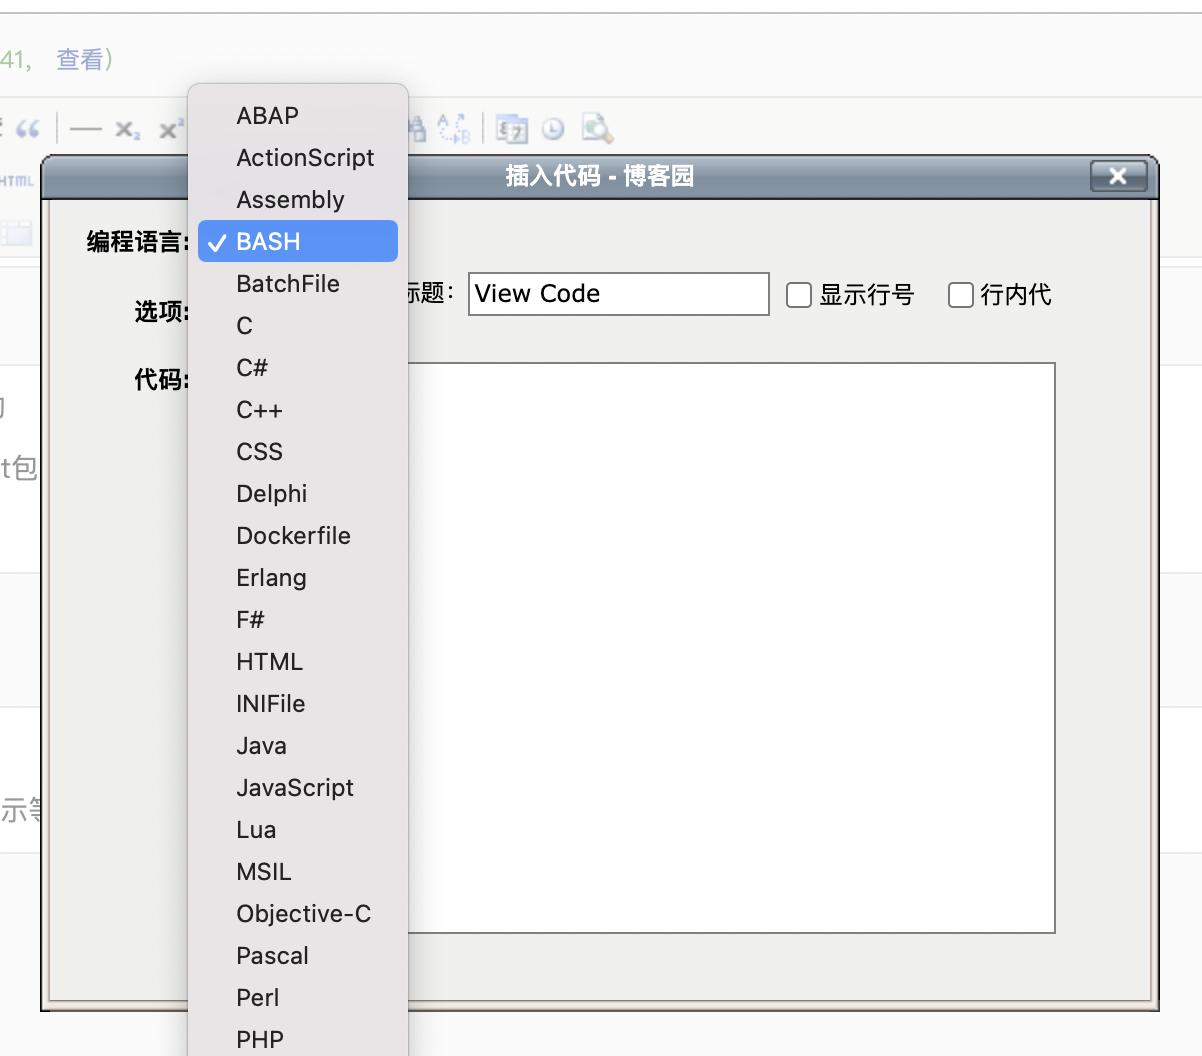 41, 查看)
HTML
插入代码 - 博客园
编程语言:
选项:
标题:
View Code
显示行号
行内代
代码:
ABAP
ActionScript
Assembly
BASH
BatchFile
C
C#
C++
CSS
Delphi
Dockerfile
Erlang
F#
HTML
INIFile
Java
JavaScript
Lua
MSIL
Objective-C
Pascal
Perl
PHP
t包
示等